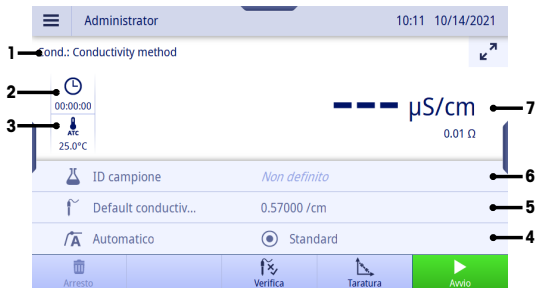 Administrator 10:11 10/14/2021
1 Cond.: Conductivity method
2 00:00:00
--- µS/cm 7
3 ATC 0.01 Ω
25.0°C
ID campione Non definito 6
Default conductiv... 0.57000 /cm 5
A Automatico Standard 4
Arresto Verifica Taratura Avvio